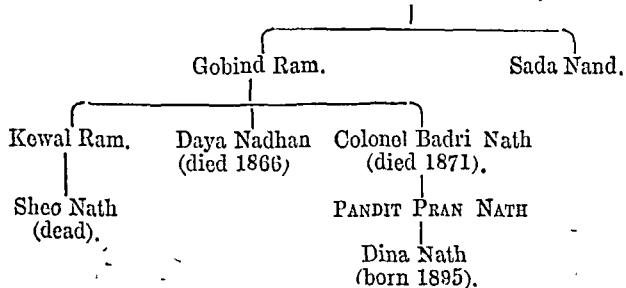 Gobind Ram. Sada Nand.
Kewal Ram. Daya Nadhan Colonel Badri Nath
(died 1866) (died 1871).
Sheo Nath PANDIT PRAN NATH
(dead).
Dina Nath
(born 1895).